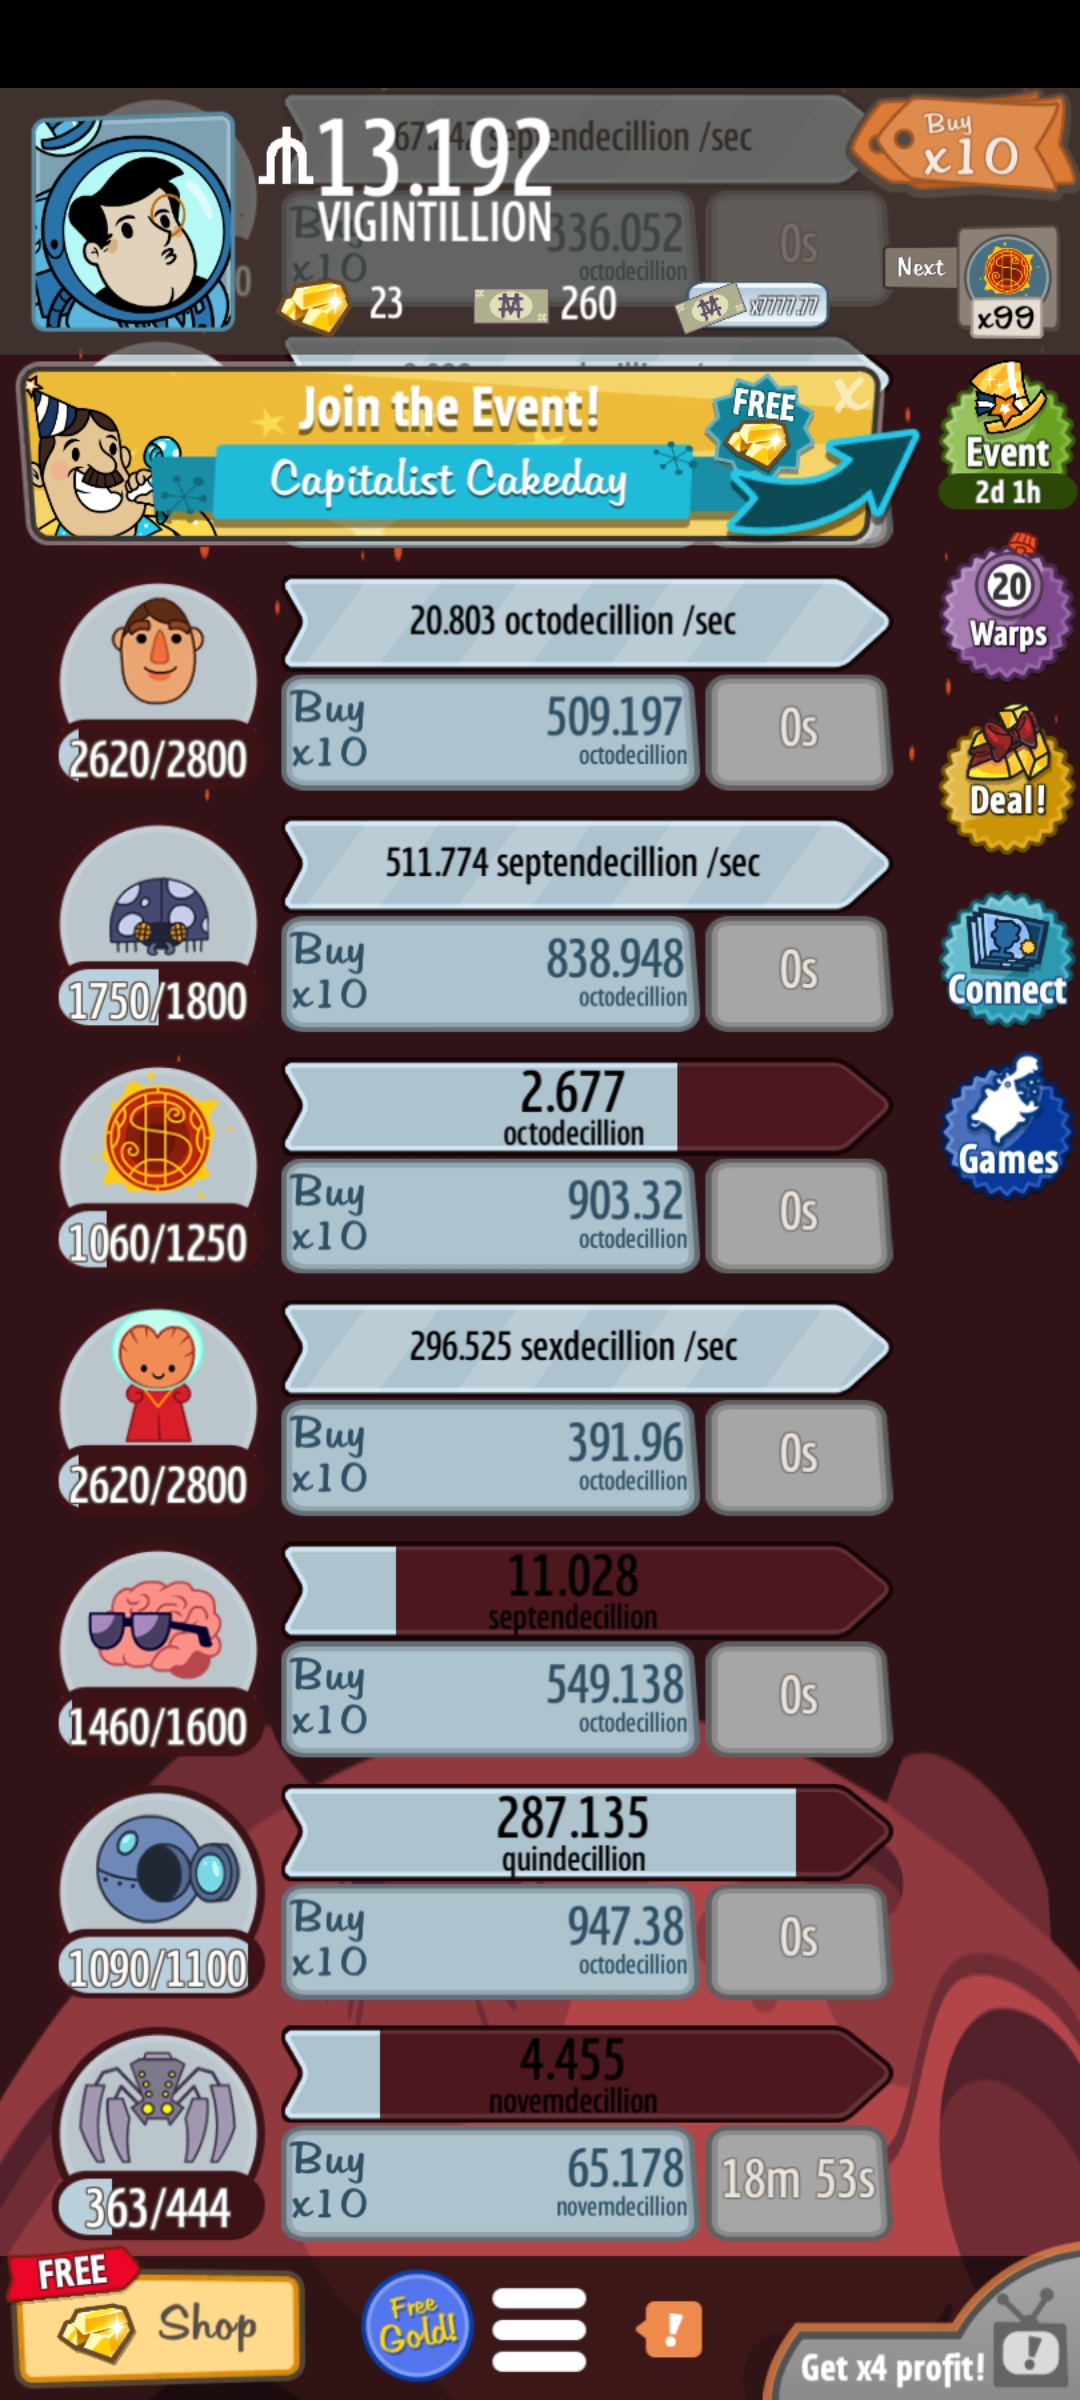 67.242 septendecillion /sec
13.192
VIGINTILLION
Buy
x10
Buy
x10
336.052
octodecillion
0s
23
260
x7777.77
Next
x99
Join the Event!
Capitalist Cakeday
FREE
X
Event
2d 1h
20
Warps
Deal!
Connect
Games
20.803 octodecillion /sec
Buy
x10
509.197
octodecillion
0s
2620/2800
511.774 septendecillion /sec
Buy
x10
838.948
octodecillion
0s
1750/1800
2.677
octodecillion
Buy
x10
903.32
octodecillion
0s
1060/1250
296.525 sexdecillion /sec
Buy
x10
391.96
octodecillion
0s
2620/2800
11.028
septendecillion
Buy
x10
549.138
octodecillion
0s
1460/1600
287.135
quindecillion
Buy
x10
947.38
octodecillion
0s
1090/1100
4.455
novemdecillion
Buy
x10
65.178
novemdecillion
18m 53s
363/444
FREE
Shop
Free
Gold!
!
Get x4 profit!
!